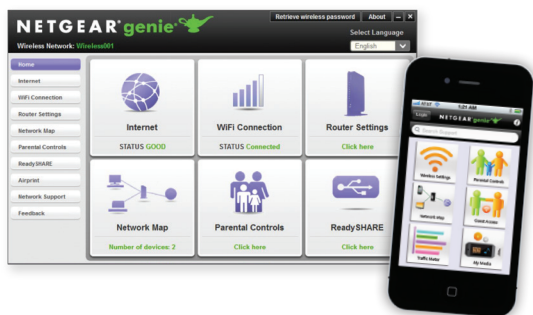 NETGEAR® genie®
Retrieve wireless password
About
Select Language
Wireless Network: Wireless001
English
Home
Internet
WiFi Connection
Router Settings
Network Map
Parental Controls
ReadySHARE
Airprint
Network Support
Feedback
Internet
STATUS GOOD
WiFi Connection
STATUS Connected
Router Settings
Click here
Network Map
Number of devices: 2
Parental Controls
Click here
ReadySHARE
Click here
AT&T
1:21 AM
Login
NETGEAR genie
Search Support
Wireless Settings
Parental Controls
Network Map
Guest Access
Traffic Meter
My Media